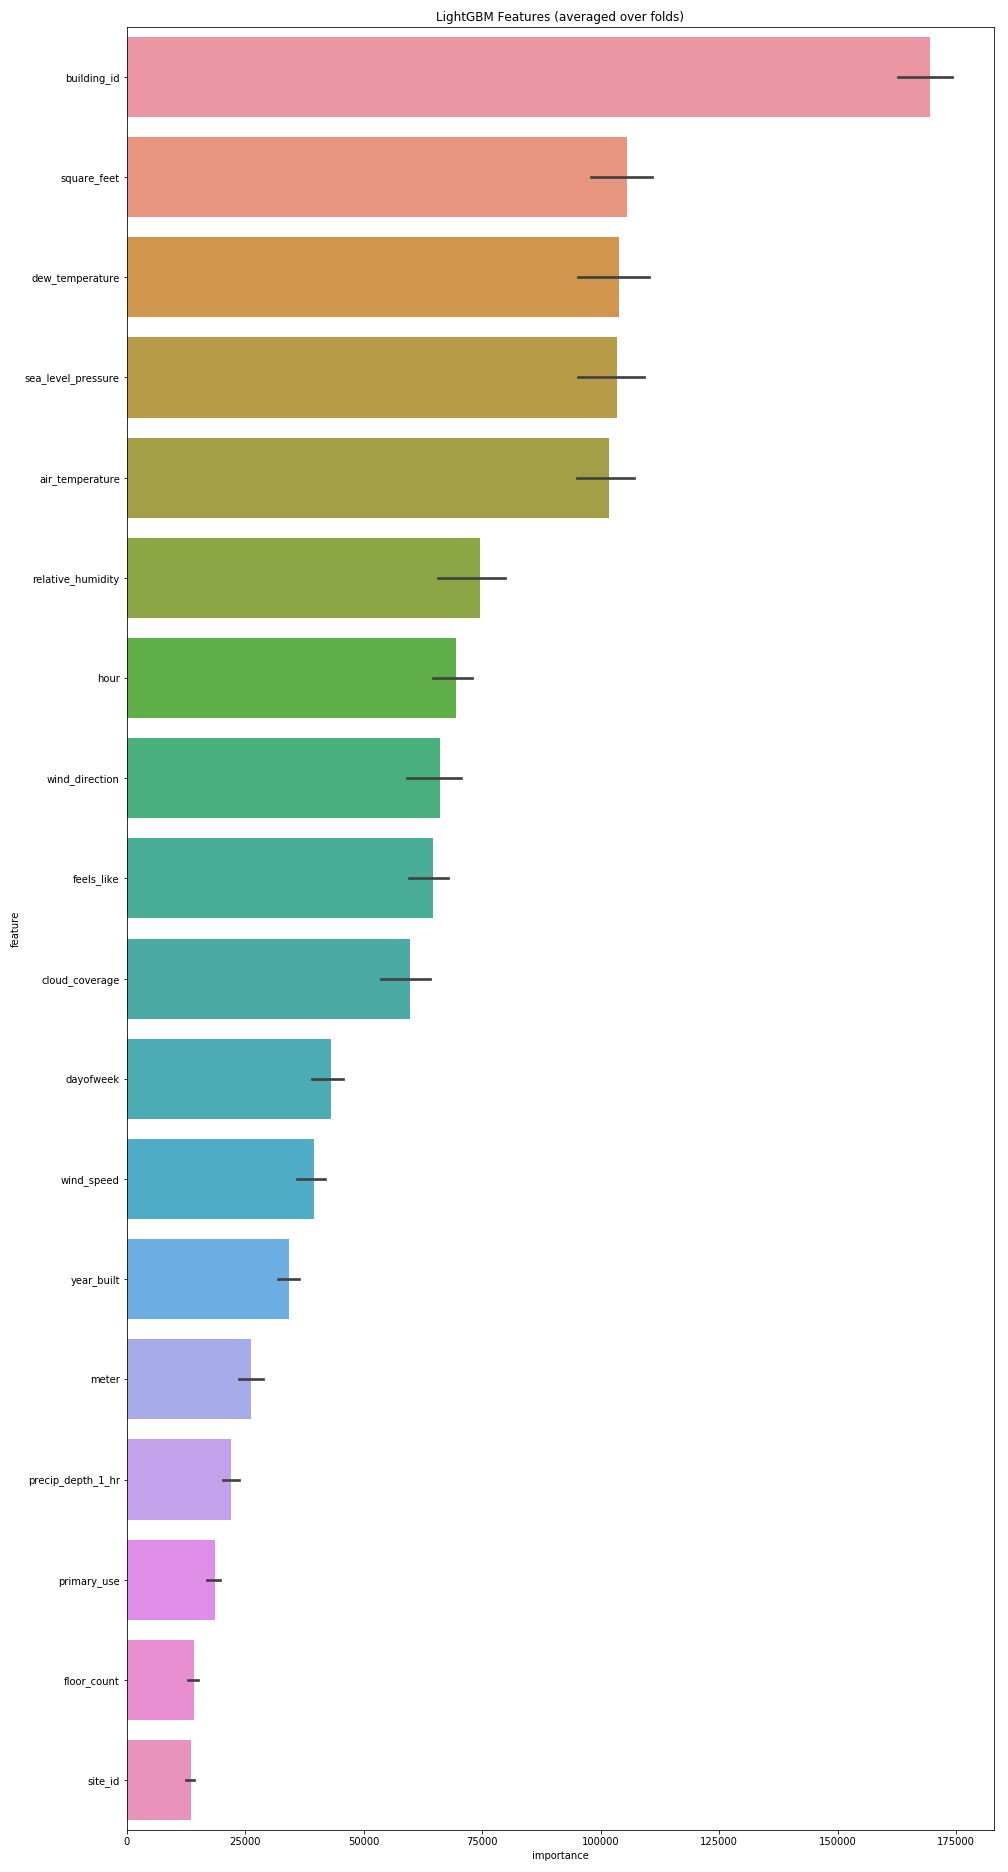 LightGBM Features (averaged over folds)
building_id
square_feet
dew_temperature
sea_level_pressure
air_temperature
relative_humidity
hour
wind_direction
feels_like
feature
cloud_coverage
dayofweek
wind_speed
year_built
meter
precip_depth_1_hr
primary_use
floor_count
site_id
0 25000 50000 75000 100000 125000 150000 175000
importance